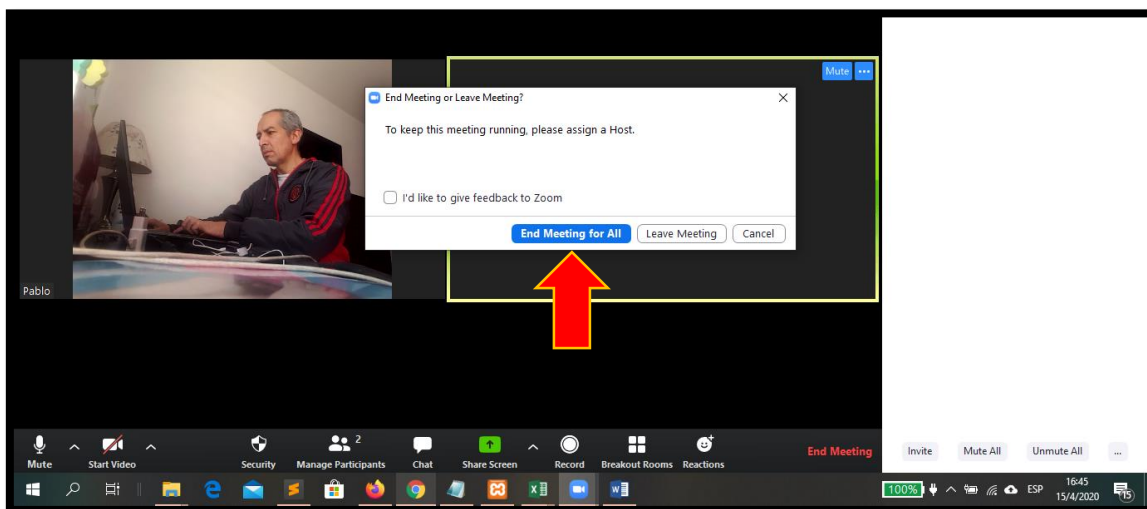 Mute ...
End Meeting or Leave Meeting?
To keep this meeting running, please assign a Host.
I'd like to give feedback to Zoom
End Meeting for All Leave Meeting Cancel
Pablo
2
Mute Start Video Security Manage Participants Chat Share Screen Record Breakout Rooms Reactions End Meeting Invite Mute All Unmute All ...
100% ESP 16:45
15/4/2020 15